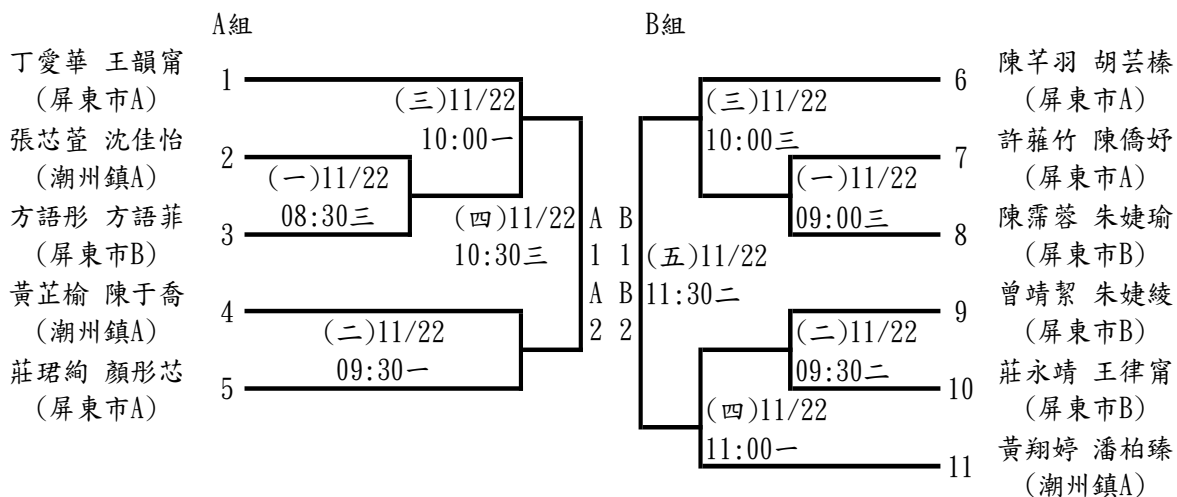 A組
丁愛華 王韻甯
1
(屏東市A)
(三)11/22
10:00一
張芯萓 沈佳怡
2
(潮州鎮A)
(一)11/22
08:30三
方語彤 方語菲
3
(屏東市B)
(四)11/22
10:30三
黃芷榆 陳于喬
4
(潮州鎮A)
(二)11/22
09:30一
莊珺絢 顏彤芯
5
(屏東市A)
A1
A2
B組
B1
B2
陳芊羽 胡芸榛
6
(屏東市A)
(三)11/22
10:00三
許蕥竹 陳僑妤
7
(屏東市A)
(一)11/22
09:00三
陳霈蓉 朱婕瑜
8
(屏東市B)
(五)11/22
11:30二
曾靖絜 朱婕綾
9
(屏東市B)
(二)11/22
09:30二
莊永靖 王律甯
10
(屏東市B)
(四)11/22
11:00一
黃翔婷 潘柏臻
11
(潮州鎮A)